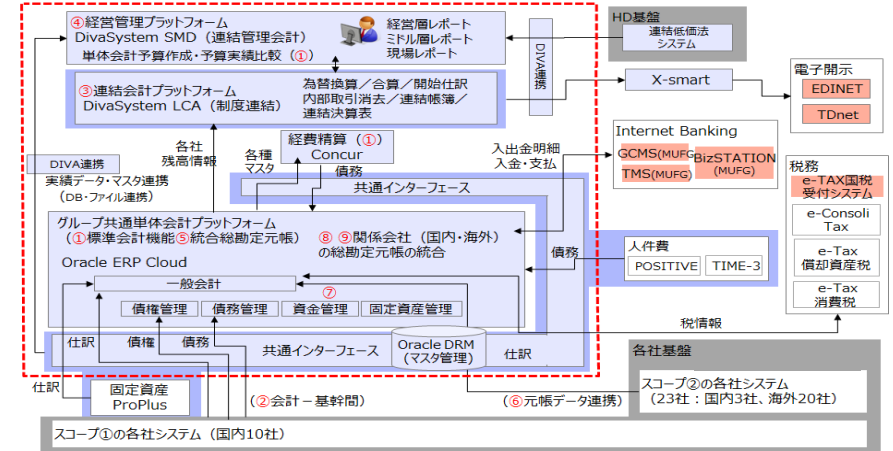 ④経営管理プラットフォーム
DivaSystem SMD（連結管理会計）
単体会計予算作成・予算実績比較（①）
経営層レポート
ミドル層レポート
現場レポート
DIVA連携
HD基盤
連結低価法
システム
③連結会計プラットフォーム
DivaSystem LCA（制度連結）
為替換算／合算／開始仕訳
内部取引消去／連結帳簿／
連結決算表
X-smart
電子開示
EDINET
TDnet
各社
残高情報
各種
マスタ
経費精算（①）
Concur
債務
入出金明細
入金・支払
Internet Banking
GCMS(MUFG)
TMS(MUFG)
BizSTATION
(MUFG)
税務
e-TAX国税
受付システム
e-Consoli
Tax
e-Tax
償却資産税
e-Tax
消費税
DIVA連携
実績データ・マスタ連携
（DB・ファイル連携）
共通インターフェース
グループ共通単体会計プラットフォーム
（①標準会計機能⑤統合総勘定元帳）
⑧ ⑨関係会社（国内・海外）
の総勘定元帳の統合
Oracle ERP Cloud
債務
人件費
POSITIVE
TIME-3
一般会計
⑦
債権管理
債務管理
資金管理
固定資産管理
税情報
仕訳
債権
債務
共通インターフェース
Oracle DRM
（マスタ管理）
仕訳
各社基盤
仕訳
固定資産
ProPlus
（②会計－基幹間）
（⑥元帳データ連携）
スコープ②の各社システム
（23社：国内3社、海外20社）
スコープ①の各社システム（国内10社）